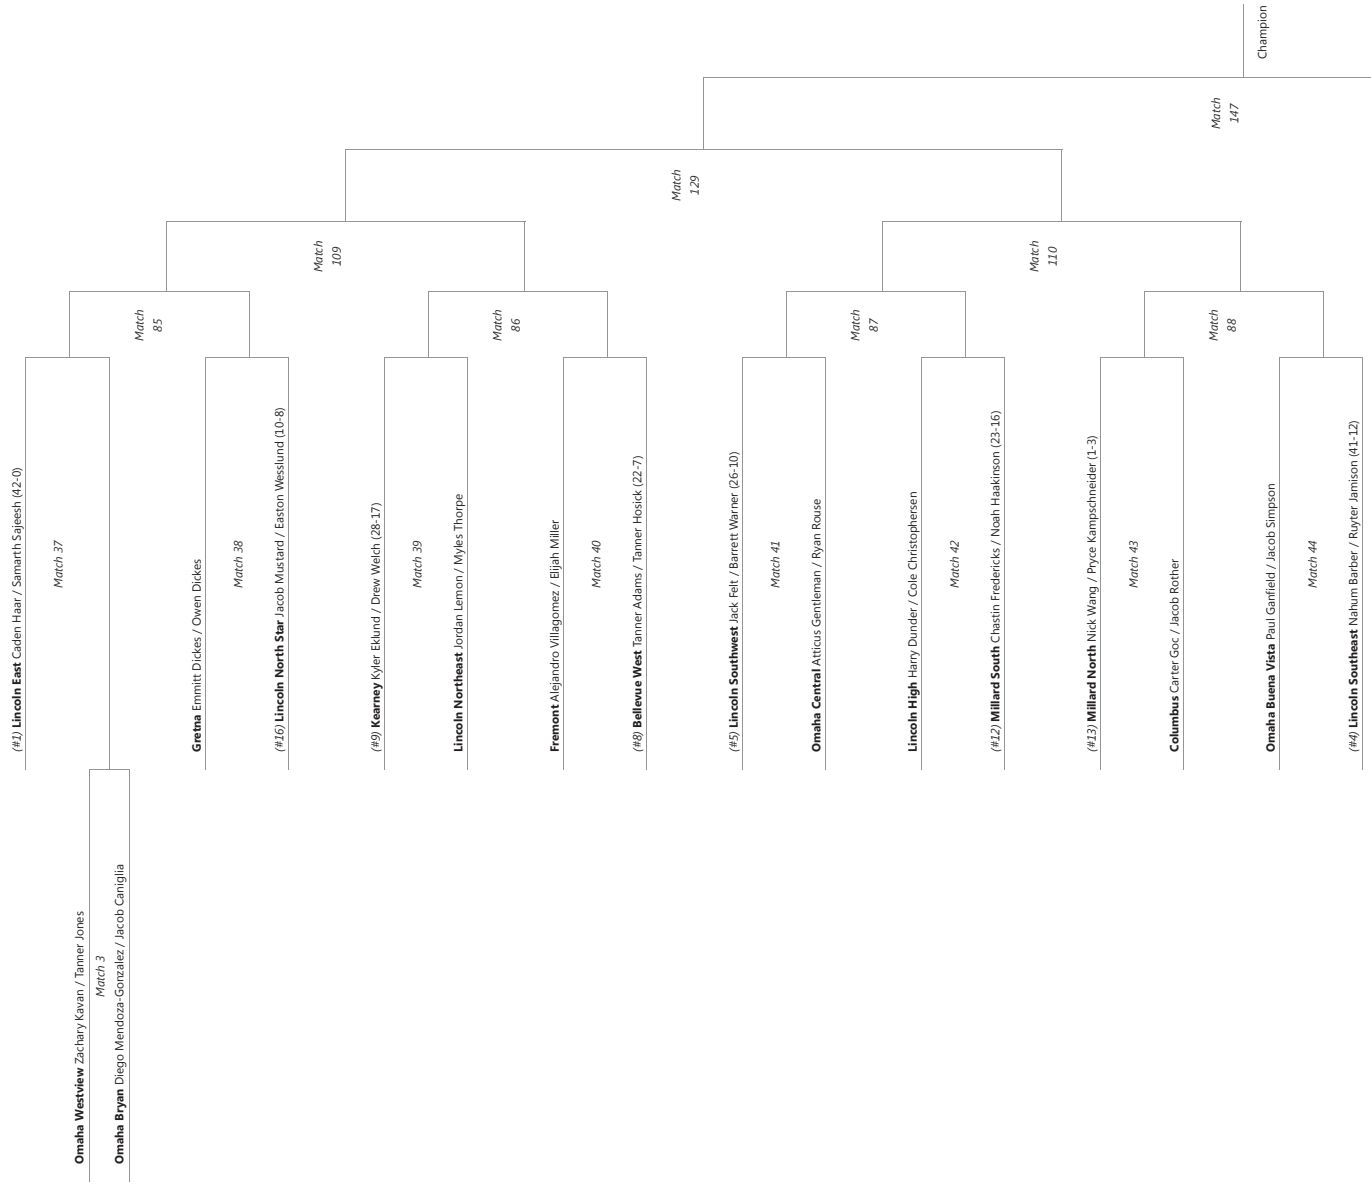 (#1) Lincoln East Caden Haar / Samarth Sajeesh (42-0)
Match 37
Omaha Westview Zachary Kavan / Tanner Jones
Match 3
Omaha Bryan Diego Mendoza-Gonzalez / Jacob Caniglia
Match
85
Gretna Emmitt Dickes / Owen Dickes
Match 38
(#16) Lincoln North Star Jacob Mustard / Easton Wesslund (10-8)
Match
109
(#9) Kearney Kyler Eklund / Drew Welch (28-17)
Match 39
Lincoln Northeast Jordan Lemon / Myles Thorpe
Match
86
Fremont Alejandro Villagomez / Elijah Miller
Match 40
(#8) Bellevue West Tanner Adams / Tanner Hosick (22-7)
Match
129
(#5) Lincoln Southwest Jack Felt / Barrett Warner (26-10)
Match 41
Omaha Central Atticus Gentleman / Ryan Rouse
Match
87
Lincoln High Harry Dunder / Cole Christophersen
Match 42
(#12) Millard South Chastin Fredericks / Noah Haakinson (23-16)
Match
110
(#13) Millard North Nick Wang / Pryce Kampschneider (1-3)
Match 43
Columbus Carter Goc / Jacob Rother
Match
88
Omaha Buena Vista Paul Ganfield / Jacob Simpson
Match 44
(#4) Lincoln Southeast Nahum Barber / Ruyter Jamison (41-12)
Match
147
Champion